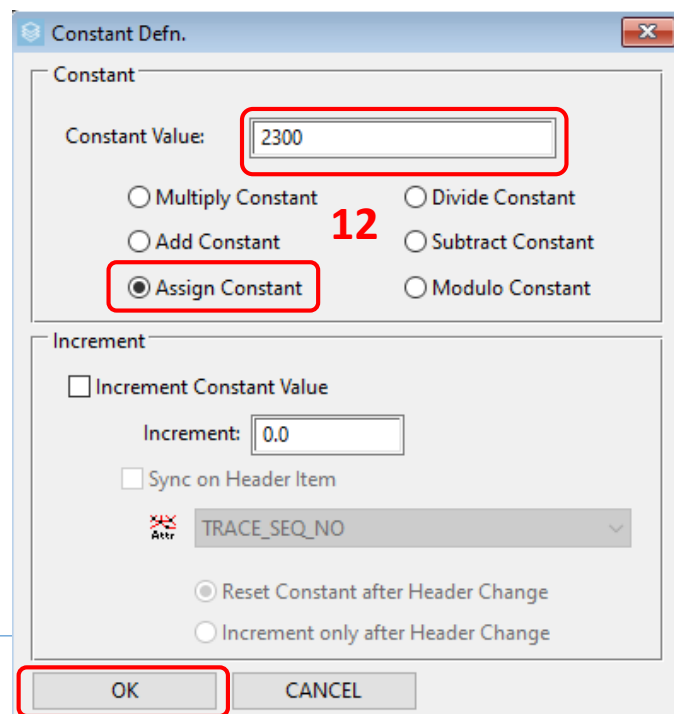 Constant Defn.
Constant
Constant Value: 2300
Multiply Constant Divide Constant
12
Add Constant Subtract Constant
Assign Constant Modulo Constant
Increment
Increment Constant Value
Increment: 0.0
Sync on Header Item
Attr TRACE_SEQ_NO
Reset Constant after Header Change
Increment only after Header Change
OK CANCEL